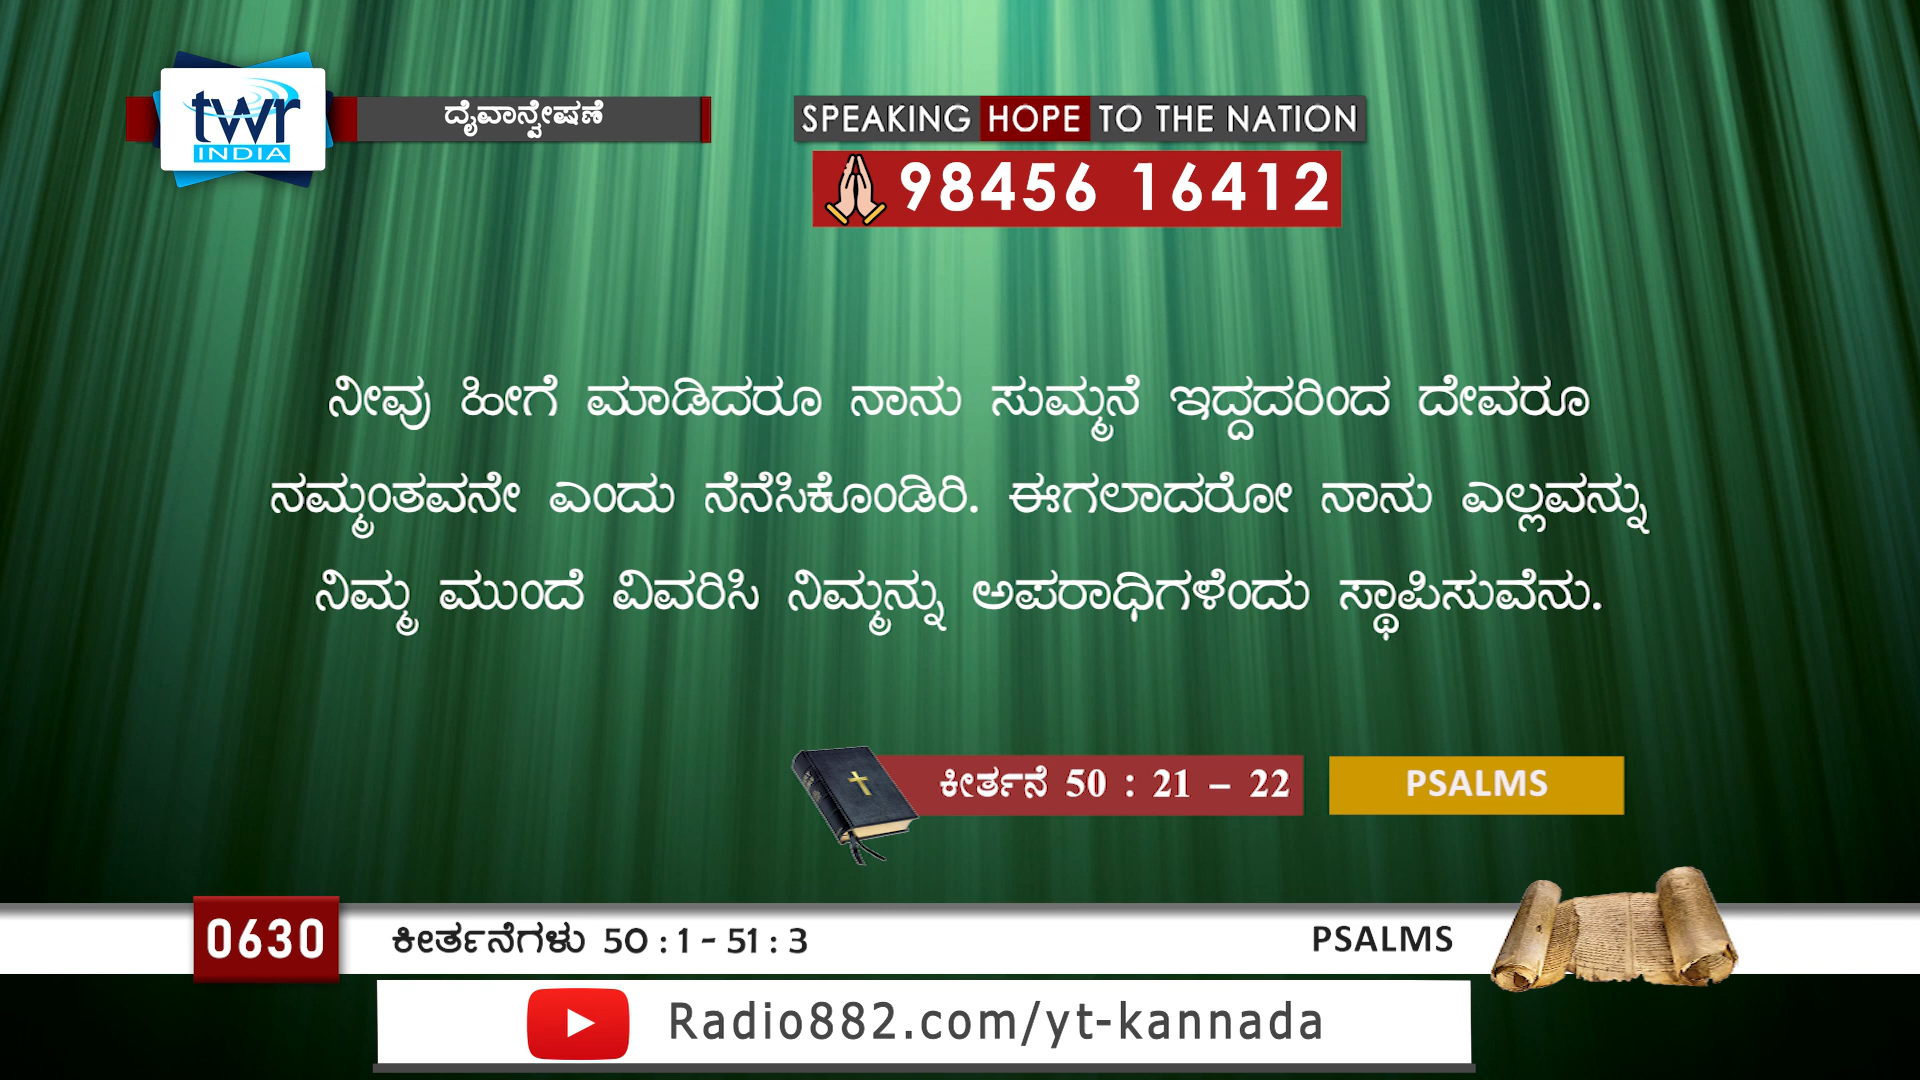 twr
INDIA
ದೈವಾನ್ವೇಷಣೆ
SPEAKING HOPE TO THE NATION
98456 16412
ನೀವು ಹೀಗೆ ಮಾಡಿದರೂ ನಾನು ಸುಮ್ಮನೆ ಇದ್ದದರಿಂದ ದೇವರೂ
ನಮ್ಮಂತವನೇ ಎಂದು ನೆನೆಸಿಕೊಂಡಿರಿ. ಈಗಲಾದರೋ ನಾನು ಎಲ್ಲವನ್ನು
ನಿಮ್ಮ ಮುಂದೆ ವಿವರಿಸಿ ನಿಮ್ಮನ್ನು ಅಪರಾಧಿಗಳೆಂದು ಸ್ಥಾಪಿಸುವೆನು.
ಕೀರ್ತನೆ 50 : 21 – 22
PSALMS
0630
ಕೀರ್ತನೆಗಳು 50 : 1 - 51 : 3
PSALMS
Radio882.com/yt-kannada